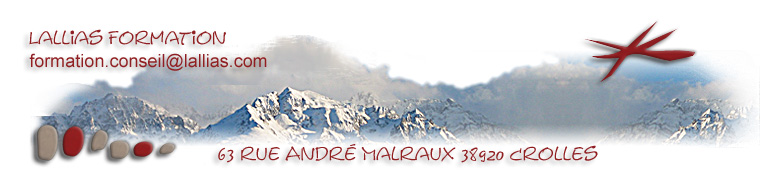 LALLIAS FORMATION
formation.conseil@lallias.com
63 RUE ANDRÉ MALRAUX 38920 CROLLES